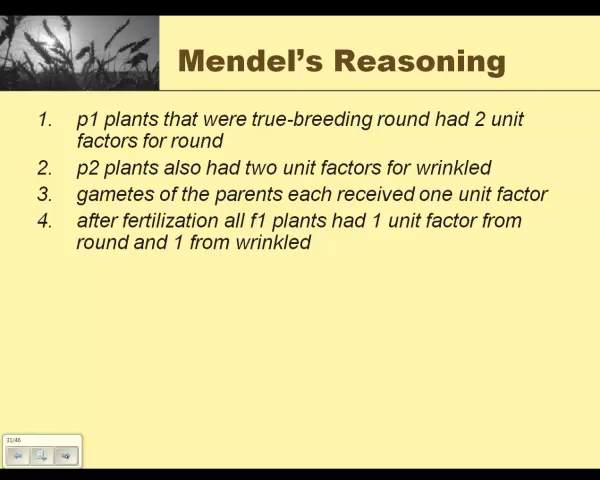 Mendel's Reasoning
1. p1 plants that were true-breeding round had 2 unit
factors for round
2. p2 plants also had two unit factors for wrinkled
3. gametes of the parents each received one unit factor
4. after fertilization all f1 plants had 1 unit factor from
round and 1 from wrinkled
31/46